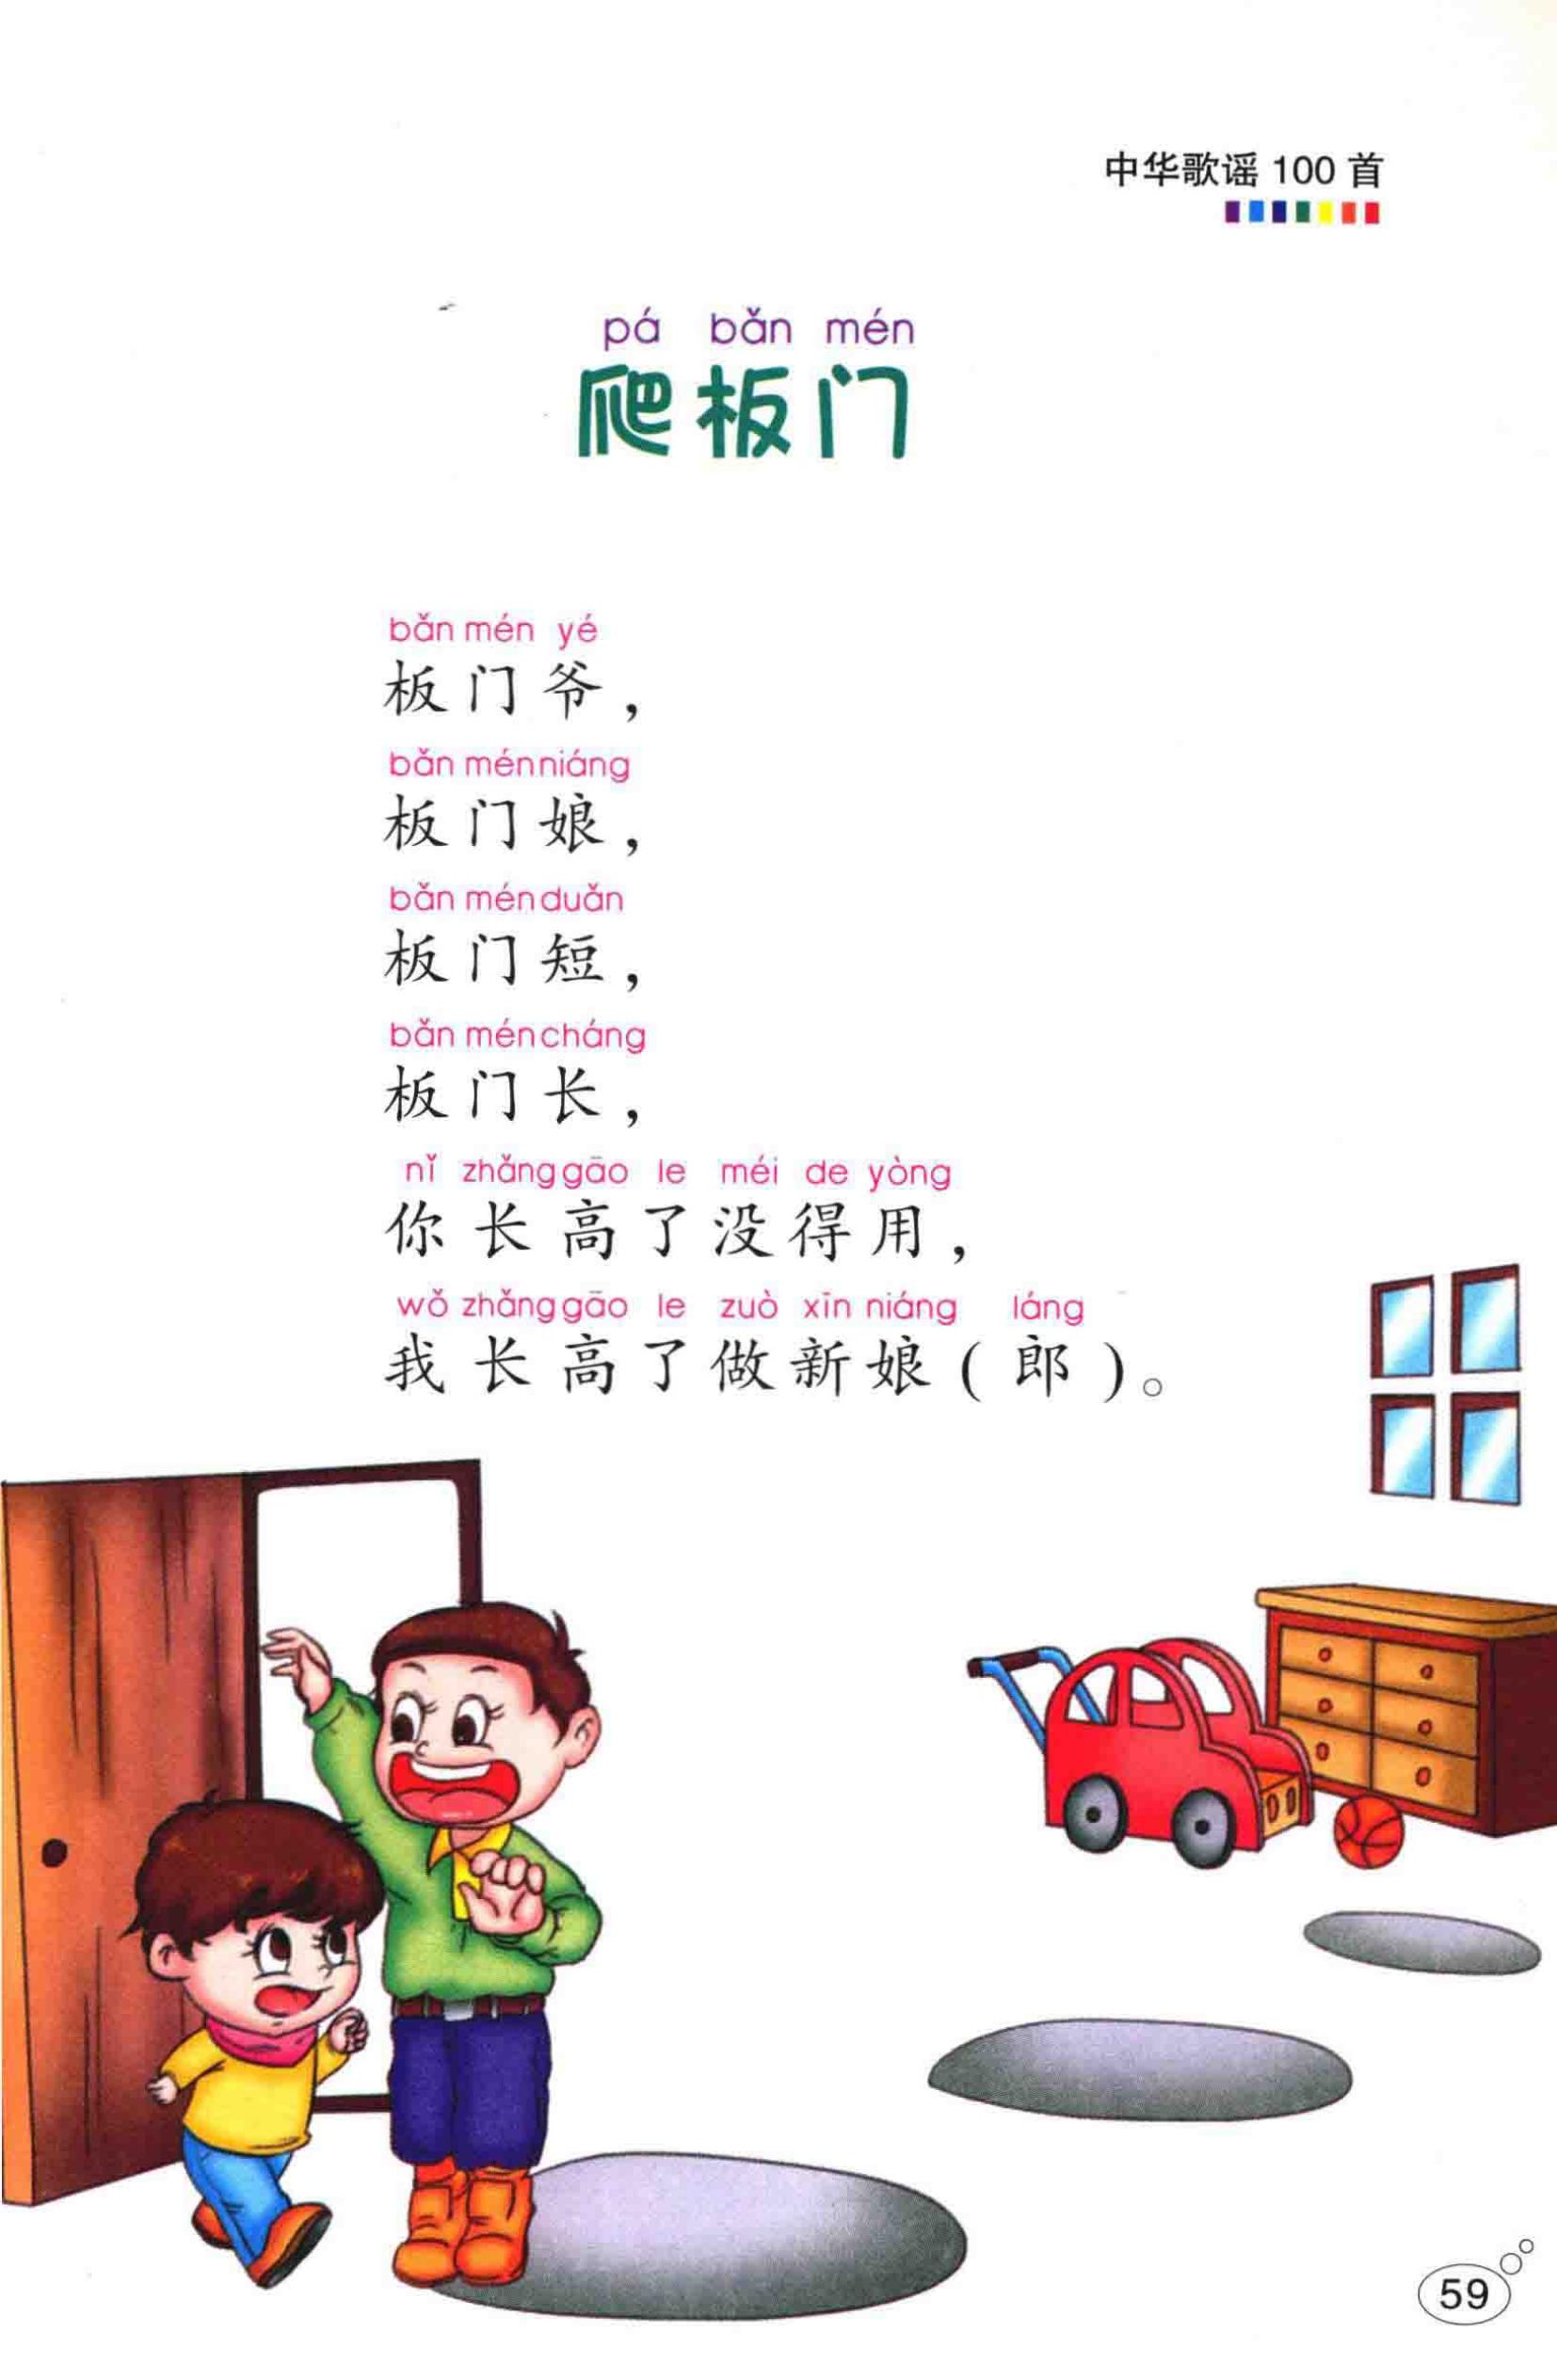 中华歌谣 100 首
pá bǎn mén
爬板门
bǎn mén yé
板门爷，
bǎn mén niáng
板门娘，
bǎn mén duǎn
板门短，
bǎn mén cháng
板门长，
nǐ zhǎng gāo le méi de yòng
你长高了没得用，
wǒ zhǎng gāo le zuò xīn niáng láng
我长高了做新娘（郎）。
59